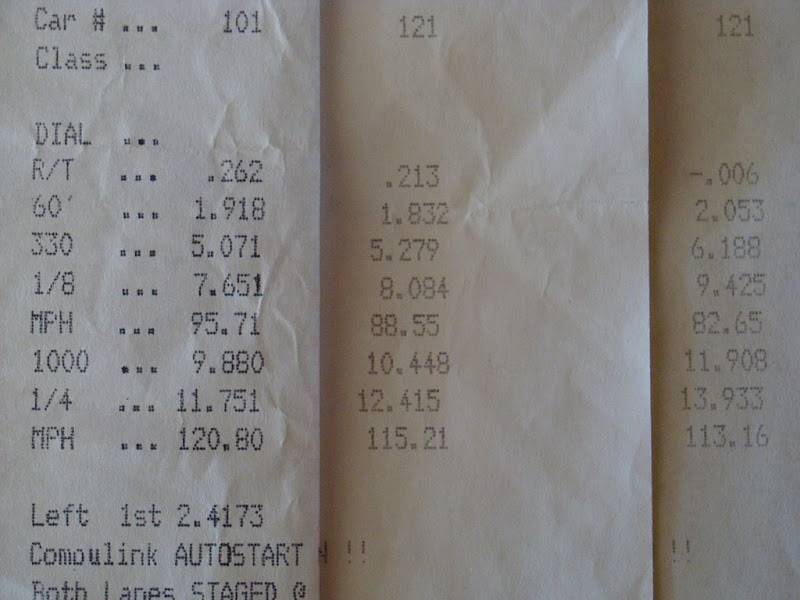 Car # ... 101 121 121
Class ...
DIAL ...
R/T ... .262 .213 -.006
60' ... 1.918 1.832 2.053
330 ... 5.071 5.279 6.188
1/8 ... 7.651 8.084 9.425
MPH ... 95.71 88.55 82.65
1000 ... 9.880 10.448 11.908
1/4 ... 11.751 12.415 13.933
MPH ... 120.80 115.21 113.16
Left 1st 2.4173
Compulink AUTOSTART !! !!
Both Lanes STAGED @